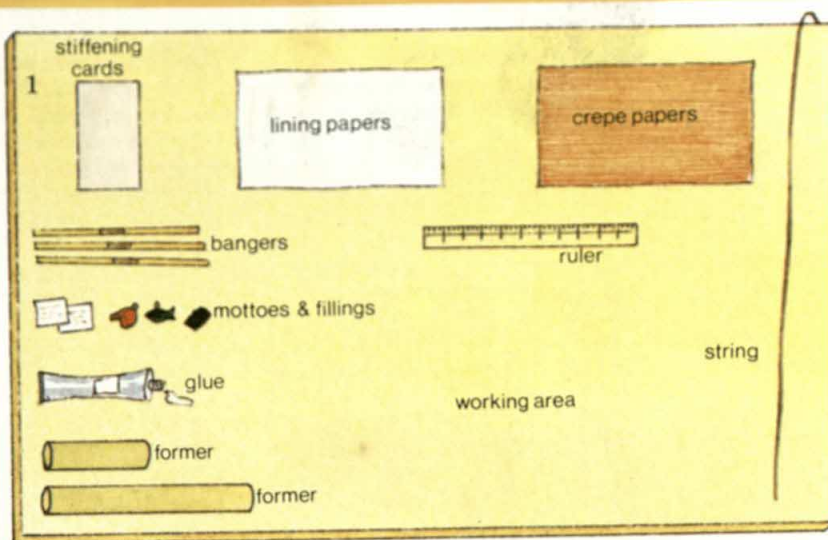 stiffening
cards
1
lining papers
crepe papers
bangers
ruler
mottoes & fillings
string
glue
working area
former
former